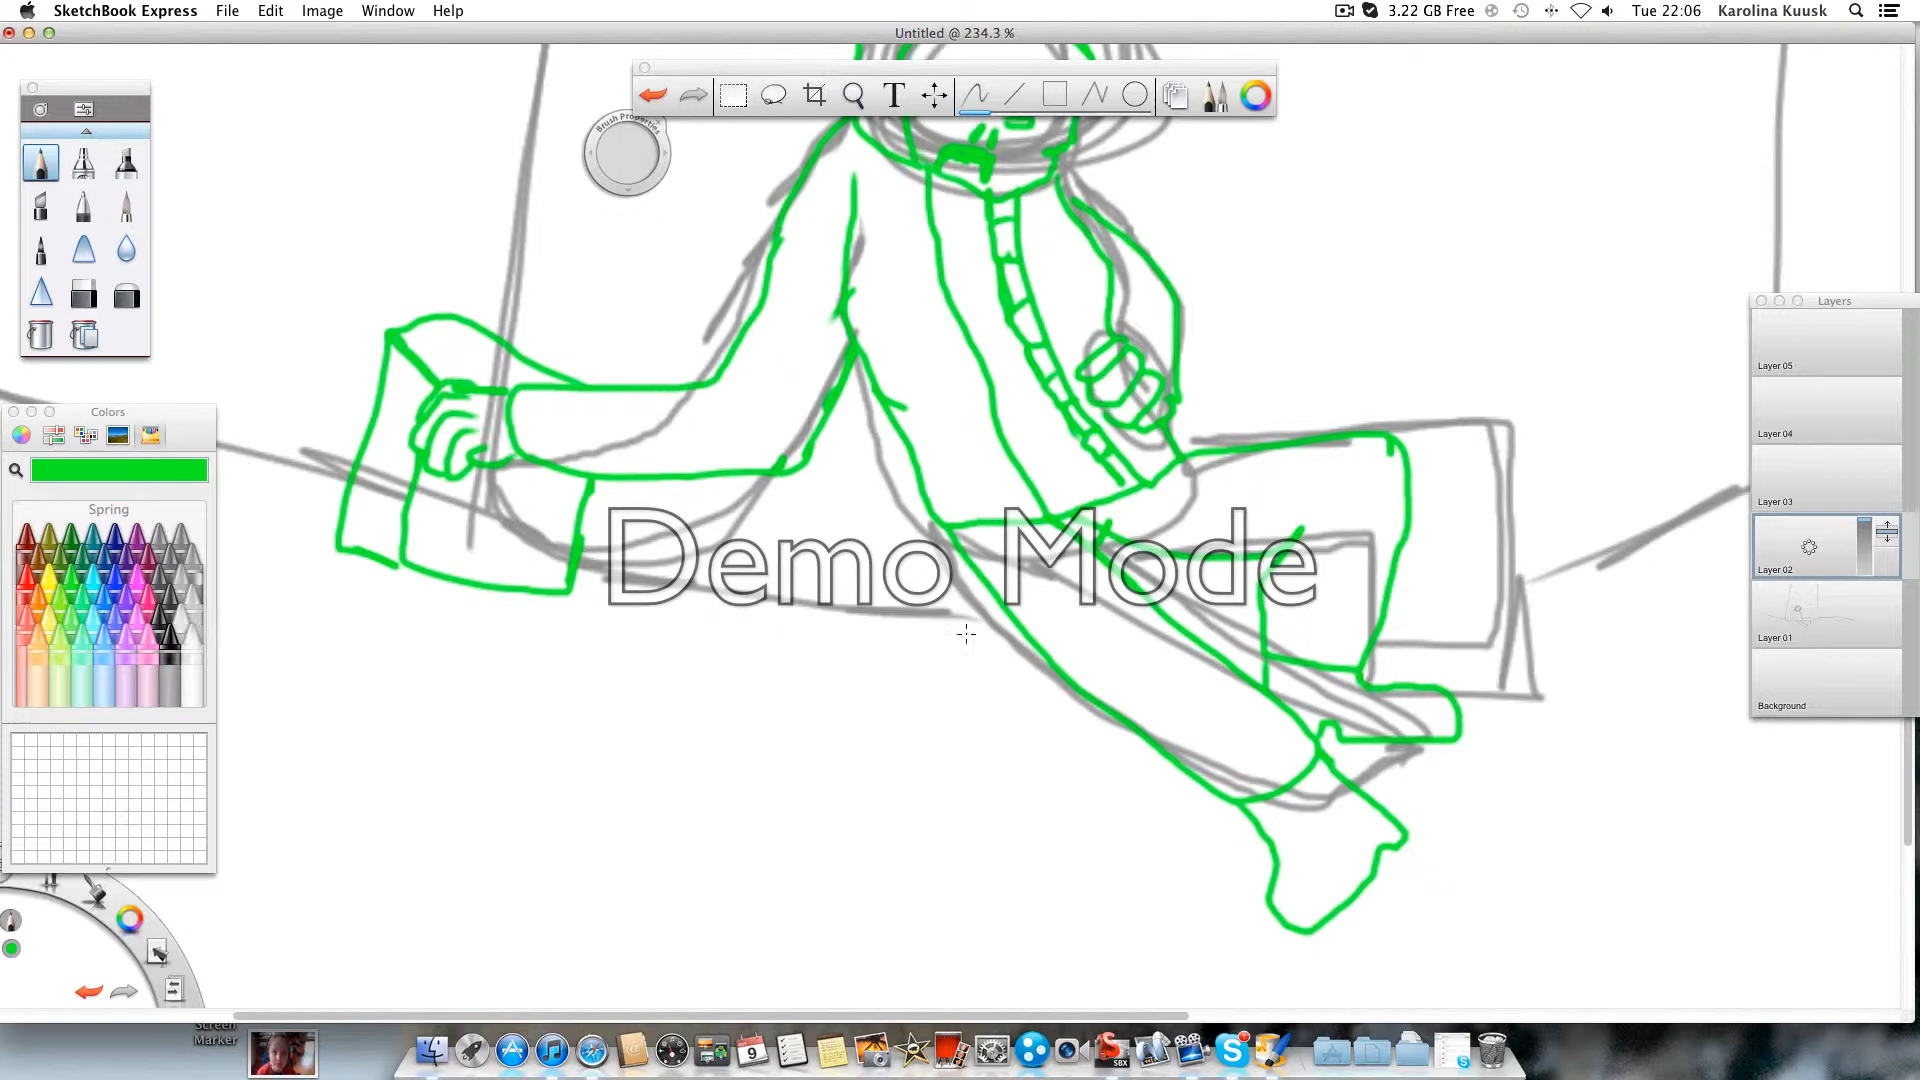 SketchBook Express File Edit Image Window Help 3.22 GB Free Tue 22:06 Karolina Kuusk
Untitled @ 234.3 %
T
Brush Properties
Layers
Layer 05
Layer 04
Layer 03
Layer 02
Layer 01
Background
Colors
Spring
Demo Mode
Screen
Marker
9
SBX